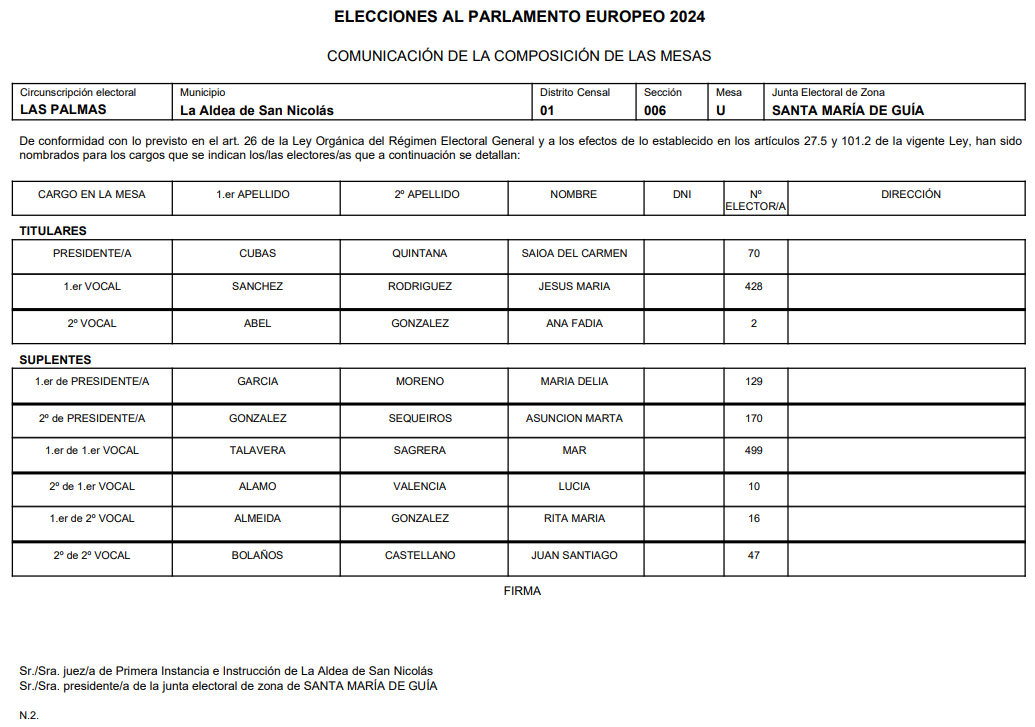 ELECCIONES AL PARLAMENTO EUROPEO 2024
COMUNICACIÓN DE LA COMPOSICIÓN DE LAS MESAS
Circunscripción electoral Municipio Distrito Censal Sección Mesa Junta Electoral de Zona
LAS PALMAS La Aldea de San Nicolás 01 006 U SANTA MARÍA DE GUÍA
De conformidad con lo previsto en el art. 26 de la Ley Orgánica del Régimen Electoral General y a los efectos de lo establecido en los artículos 27.5 y 101.2 de la vigente Ley, han sido
nombrados para los cargos que se indican los/las electores/as que a continuación se detallan:
CARGO EN LA MESA 1.er APELLIDO 2º APELLIDO NOMBRE DNI Nº ELECTOR/A DIRECCIÓN
TITULARES
PRESIDENTE/A CUBAS QUINTANA SAIOA DEL CARMEN 70
1.er VOCAL SANCHEZ RODRIGUEZ JESUS MARIA 428
2º VOCAL ABEL GONZALEZ ANA FADIA 2
SUPLENTES
1.er de PRESIDENTE/A GARCIA MORENO MARIA DELIA 129
2º de PRESIDENTE/A GONZALEZ SEQUEIROS ASUNCION MARTA 170
1.er de 1.er VOCAL TALAVERA SAGRERA MAR 499
2º de 1.er VOCAL ALAMO VALENCIA LUCIA 10
1.er de 2º VOCAL ALMEIDA GONZALEZ RITA MARIA 16
2º de 2º VOCAL BOLAÑOS CASTELLANO JUAN SANTIAGO 47
FIRMA
Sr./Sra. juez/a de Primera Instancia e Instrucción de La Aldea de San Nicolás
Sr./Sra. presidente/a de la junta electoral de zona de SANTA MARÍA DE GUÍA
N.2.